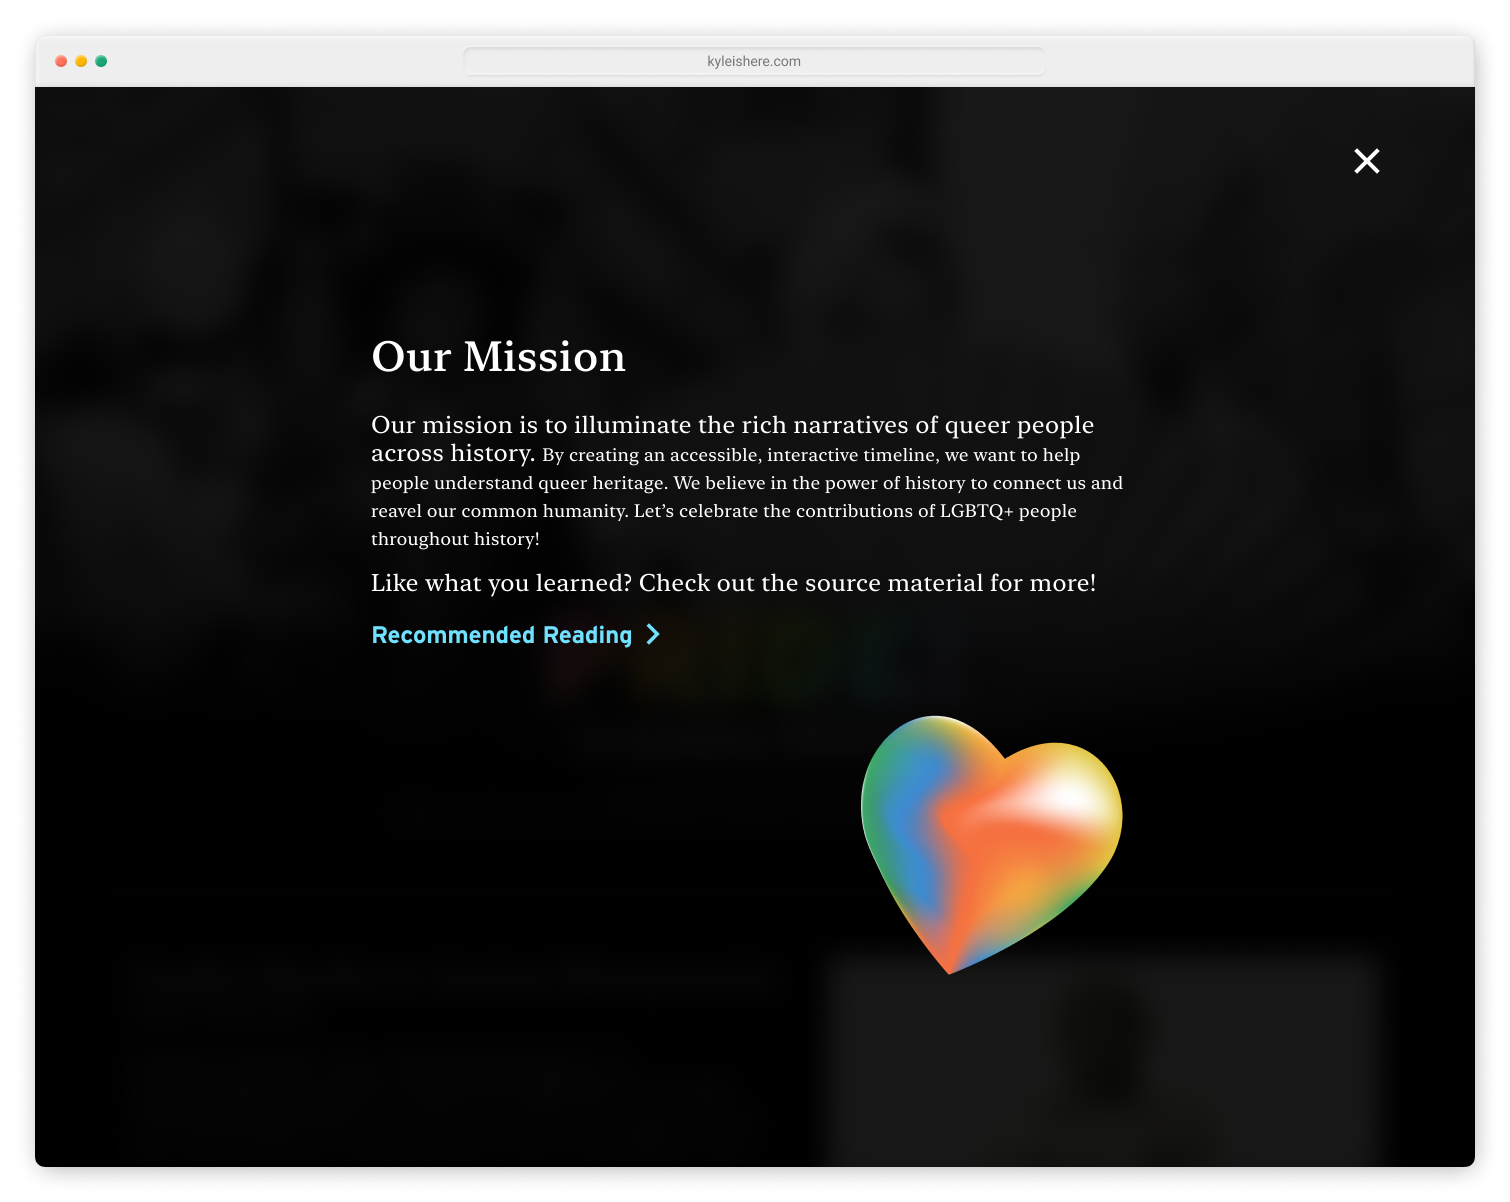 kyleishere.com
Our Mission
Our mission is to illuminate the rich narratives of queer people
across history. By creating an accessible, interactive timeline, we want to help
people understand queer heritage. We believe in the power of history to connect us and
reavel our common humanity. Let’s celebrate the contributions of LGBTQ+ people
throughout history!
Like what you learned? Check out the source material for more!
Recommended Reading